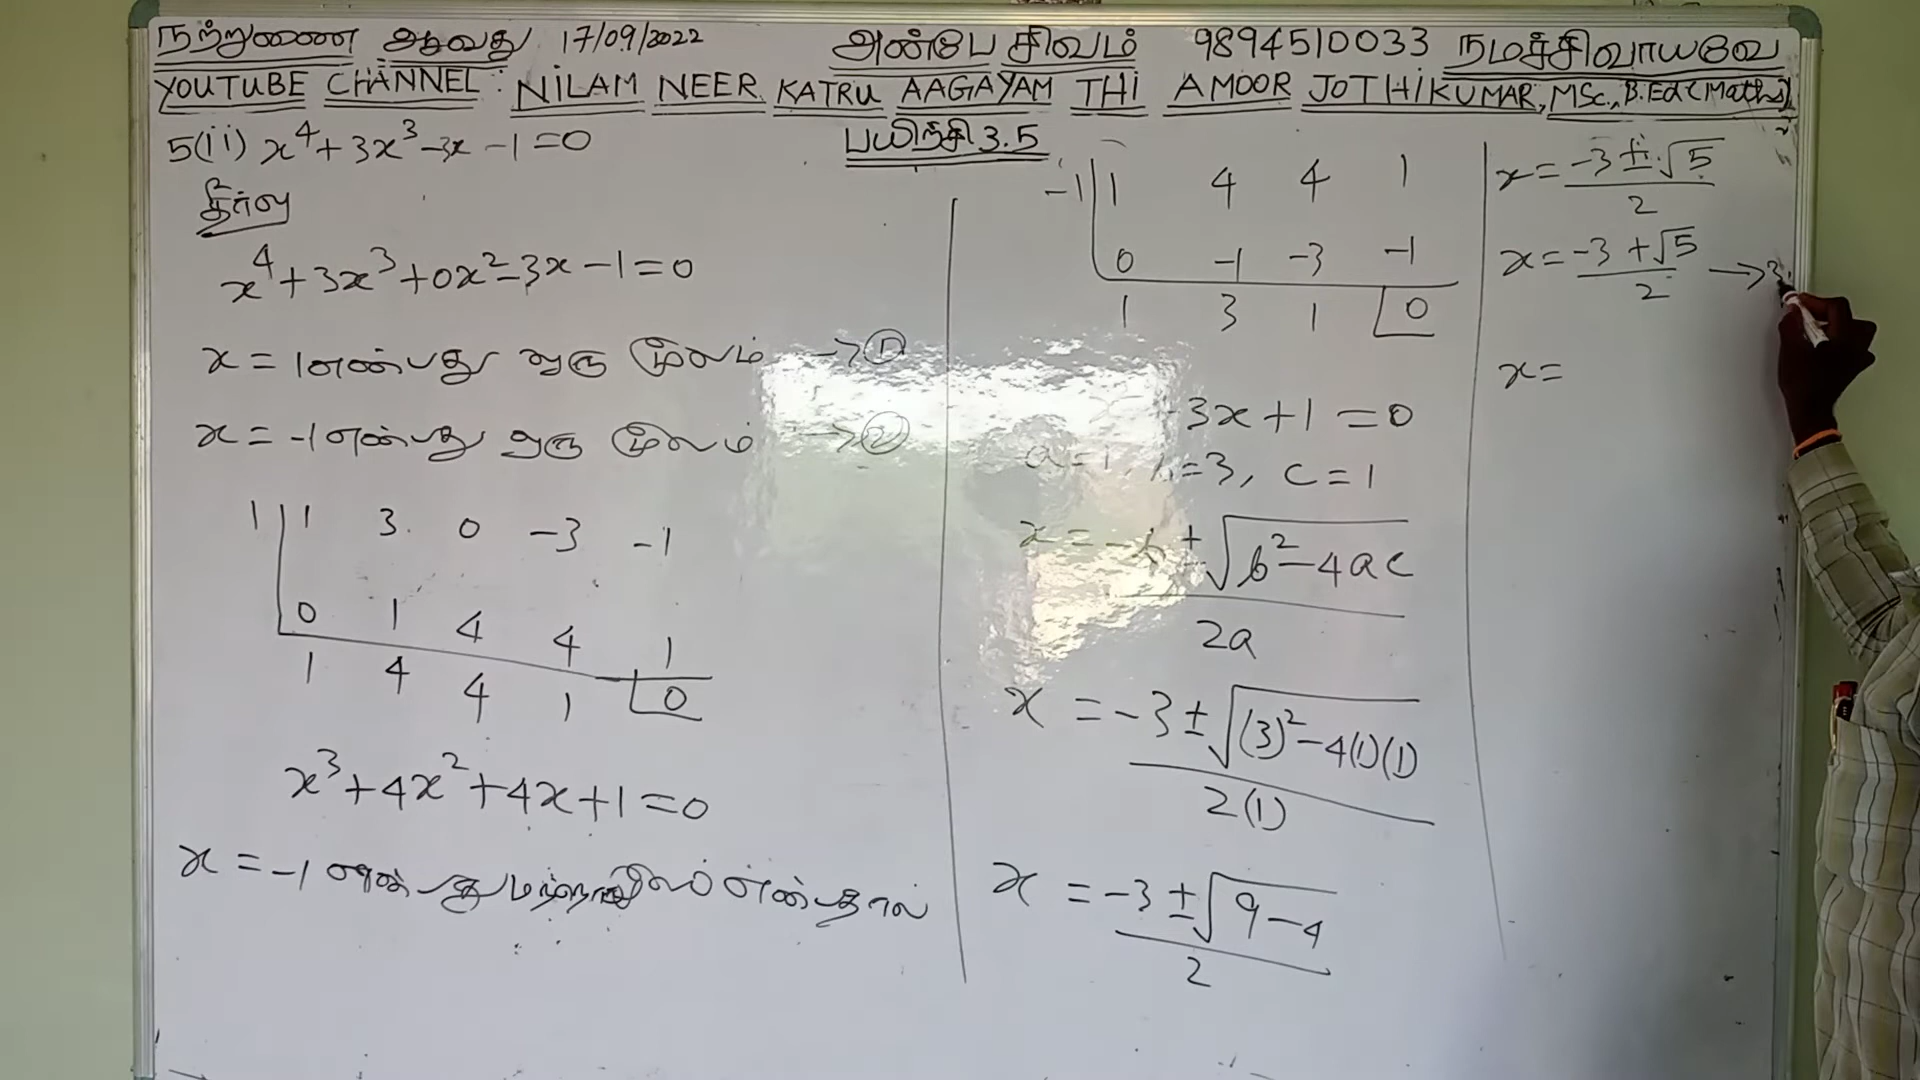 நற்றுணை ஆவது 17/09/2022 அன்பே சிவம் 9894510033 நமச்சிவாயவே
YOUTUBE CHANNEL: NILAM NEER KATRU AAGAYAM THI AMOOR JOTHIKUMAR, MSc., B.Ed (Maths)
பயிற்சி 3.5
5(ii) x⁴+3x³-3x-1=0
தீர்வு
x⁴+3x³+0x²-3x-1=0
x=1 என்பது ஒரு மூலம் →①
x=-1 என்பது ஒரு மூலம் →②
1 | 1 3 0 -3 -1
0 1 4 4 1
1 4 4 1 0
x³+4x²+4x+1=0
x=-1 என்பது மூலம் என்பதால்
-1 | 1 4 4 1
0 -1 -3 -1
1 3 1 0
3x+1=0
a=1, b=3, c=1
x=-b±√b²-4ac
2a
x=-3±√(3)²-4(1)(1)
2(1)
x=-3±√9-4
2
x=-3±√5
2
x=-3+√5 →3
2
x=